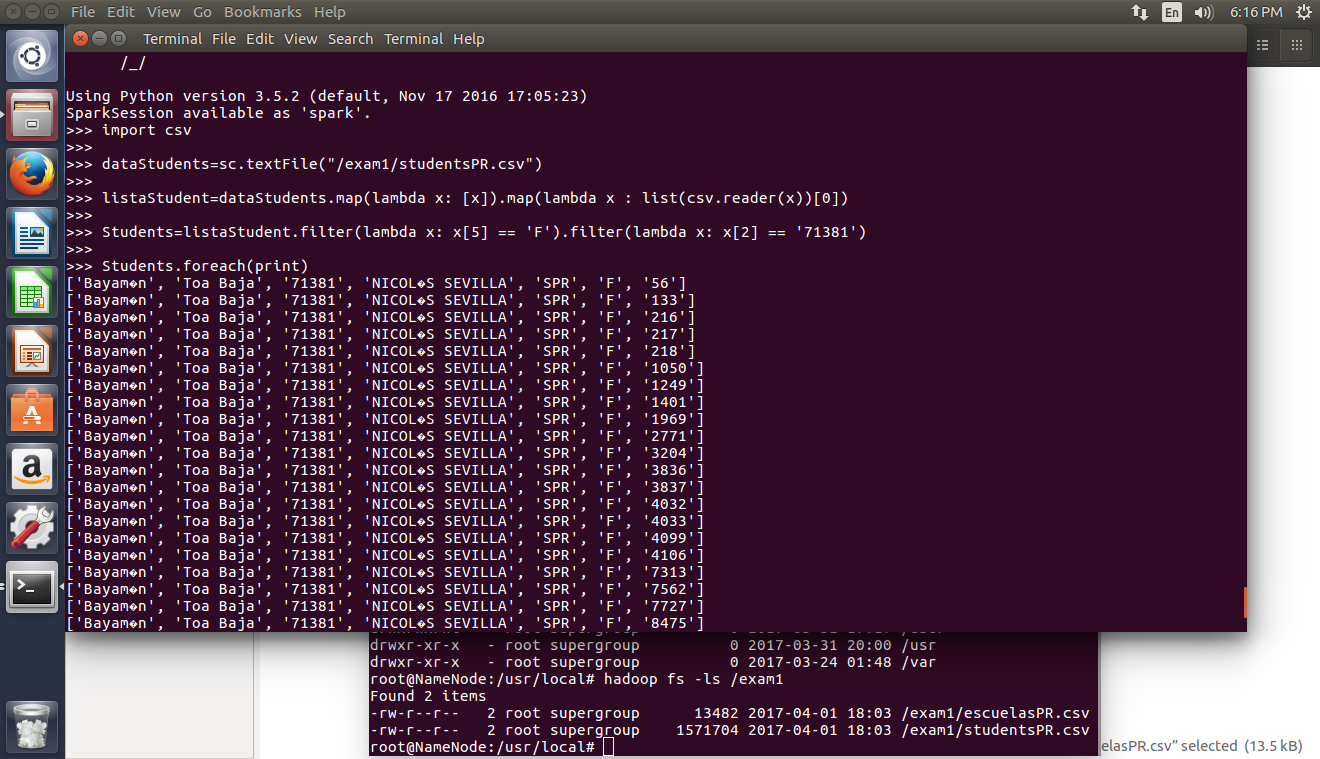 File Edit View Go Bookmarks Help
En 6:16 PM
Terminal File Edit View Search Terminal Help
/_/
Using Python version 3.5.2 (default, Nov 17 2016 17:05:23)
SparkSession available as 'spark'.
>>> import csv
>>>
>>> dataStudents=sc.textFile("/exam1/studentsPR.csv")
>>>
>>> listaStudent=dataStudents.map(lambda x: [x]).map(lambda x : list(csv.reader(x))[0])
>>>
>>> Students=listaStudent.filter(lambda x: x[5] == 'F').filter(lambda x: x[2] == '71381')
>>>
>>> Students.foreach(print)
['Bayam�n', 'Toa Baja', '71381', 'NICOL�S SEVILLA', 'SPR', 'F', '56']
['Bayam�n', 'Toa Baja', '71381', 'NICOL�S SEVILLA', 'SPR', 'F', '133']
['Bayam�n', 'Toa Baja', '71381', 'NICOL�S SEVILLA', 'SPR', 'F', '216']
['Bayam�n', 'Toa Baja', '71381', 'NICOL�S SEVILLA', 'SPR', 'F', '217']
['Bayam�n', 'Toa Baja', '71381', 'NICOL�S SEVILLA', 'SPR', 'F', '218']
['Bayam�n', 'Toa Baja', '71381', 'NICOL�S SEVILLA', 'SPR', 'F', '1050']
['Bayam�n', 'Toa Baja', '71381', 'NICOL�S SEVILLA', 'SPR', 'F', '1249']
['Bayam�n', 'Toa Baja', '71381', 'NICOL�S SEVILLA', 'SPR', 'F', '1401']
['Bayam�n', 'Toa Baja', '71381', 'NICOL�S SEVILLA', 'SPR', 'F', '1969']
['Bayam�n', 'Toa Baja', '71381', 'NICOL�S SEVILLA', 'SPR', 'F', '2771']
['Bayam�n', 'Toa Baja', '71381', 'NICOL�S SEVILLA', 'SPR', 'F', '3204']
['Bayam�n', 'Toa Baja', '71381', 'NICOL�S SEVILLA', 'SPR', 'F', '3836']
['Bayam�n', 'Toa Baja', '71381', 'NICOL�S SEVILLA', 'SPR', 'F', '3837']
['Bayam�n', 'Toa Baja', '71381', 'NICOL�S SEVILLA', 'SPR', 'F', '4032']
['Bayam�n', 'Toa Baja', '71381', 'NICOL�S SEVILLA', 'SPR', 'F', '4033']
['Bayam�n', 'Toa Baja', '71381', 'NICOL�S SEVILLA', 'SPR', 'F', '4099']
['Bayam�n', 'Toa Baja', '71381', 'NICOL�S SEVILLA', 'SPR', 'F', '4106']
['Bayam�n', 'Toa Baja', '71381', 'NICOL�S SEVILLA', 'SPR', 'F', '7313']
['Bayam�n', 'Toa Baja', '71381', 'NICOL�S SEVILLA', 'SPR', 'F', '7562']
['Bayam�n', 'Toa Baja', '71381', 'NICOL�S SEVILLA', 'SPR', 'F', '7727']
['Bayam�n', 'Toa Baja', '71381', 'NICOL�S SEVILLA', 'SPR', 'F', '8475']
drwxr-xr-x - root supergroup 0 2017-03-31 20:00 /usr
drwxr-xr-x - root supergroup 0 2017-03-24 01:48 /var
root@NameNode:/usr/local# hadoop fs -ls /exam1
Found 2 items
-rw-r--r-- 2 root supergroup 13482 2017-04-01 18:03 /exam1/escuelasPR.csv
-rw-r--r-- 2 root supergroup 1571704 2017-04-01 18:03 /exam1/studentsPR.csv
root@NameNode:/usr/local#
elasPR.csv" selected (13.5 kB)